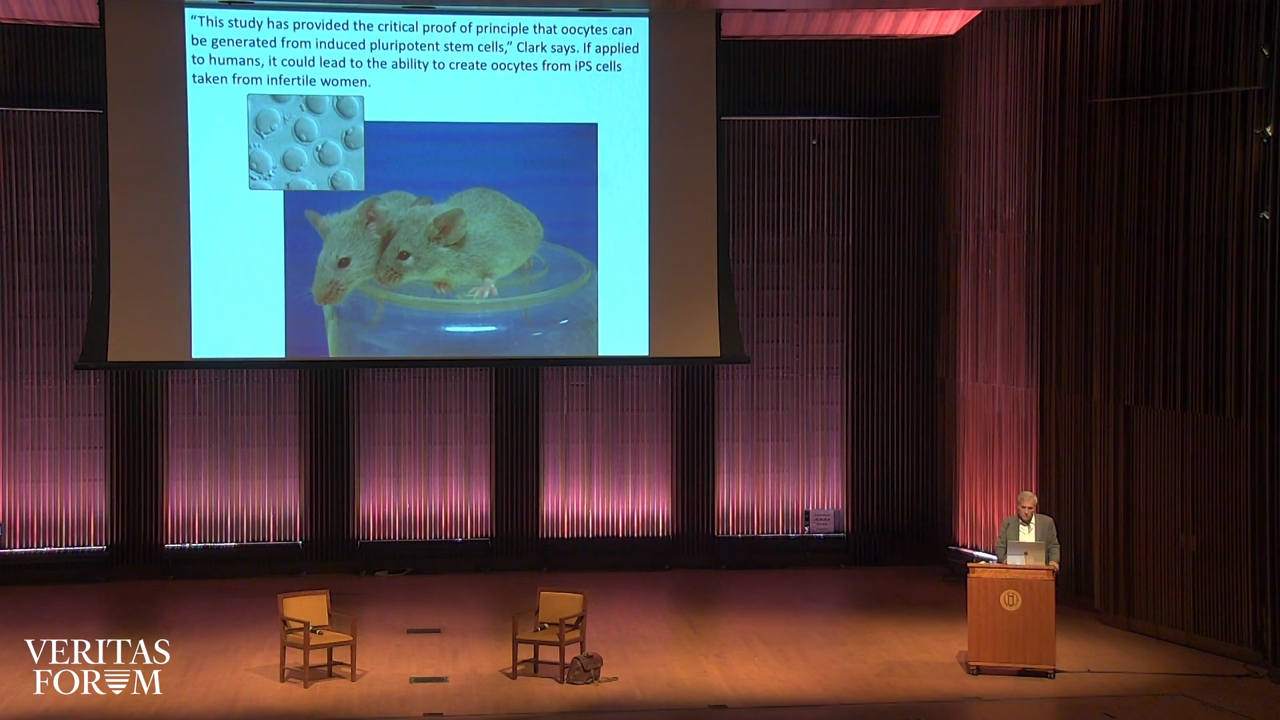 “This study has provided the critical proof of principle that oocytes can
be generated from induced pluripotent stem cells,” Clark says. If applied
to humans, it could lead to the ability to create oocytes from iPS cells
taken from infertile women.
VERITAS
FORUM